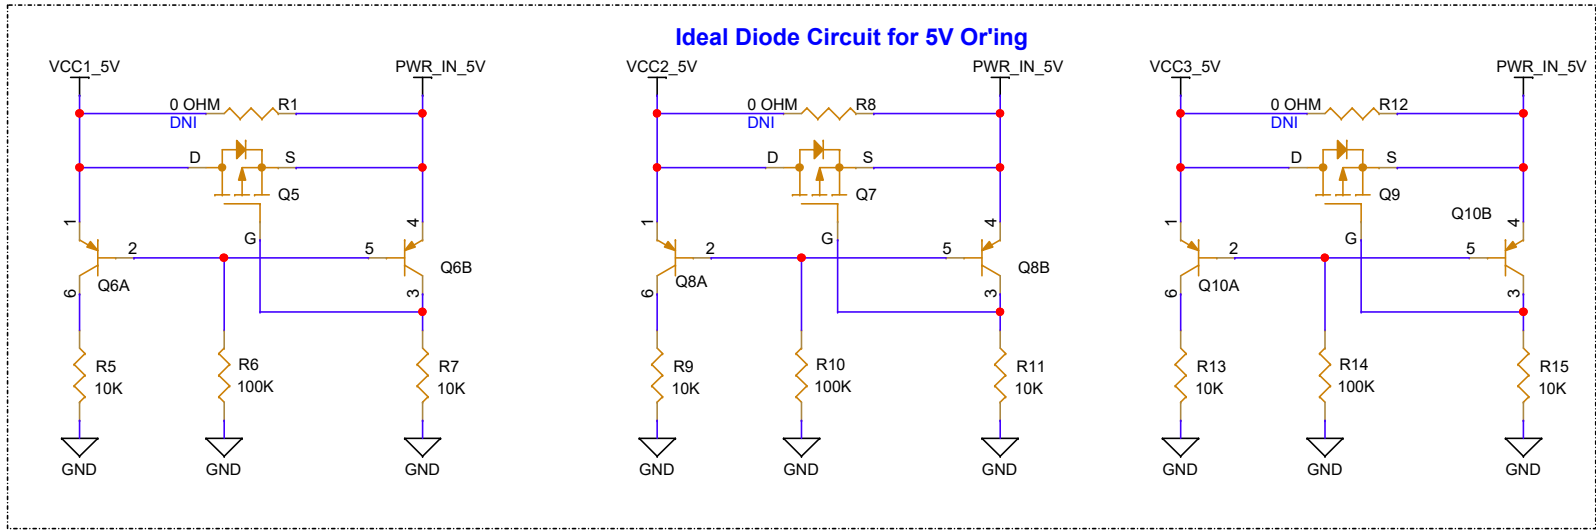 Ideal Diode Circuit for 5V Or'ing
VCC1_5V
PWR_IN_5V
0 OHM
R1
DNI
D
S
Q5
G
1
2
Q6A
6
4
5
Q6B
3
R5
10K
R6
100K
R7
10K
GND
GND
GND
VCC2_5V
PWR_IN_5V
0 OHM
R8
DNI
D
S
Q7
G
1
2
Q8A
6
4
5
Q8B
3
R9
10K
R10
100K
R11
10K
GND
GND
GND
VCC3_5V
PWR_IN_5V
0 OHM
R12
DNI
D
S
Q9
G
1
2
Q10A
6
Q10B
4
5
3
R13
10K
R14
100K
R15
10K
GND
GND
GND